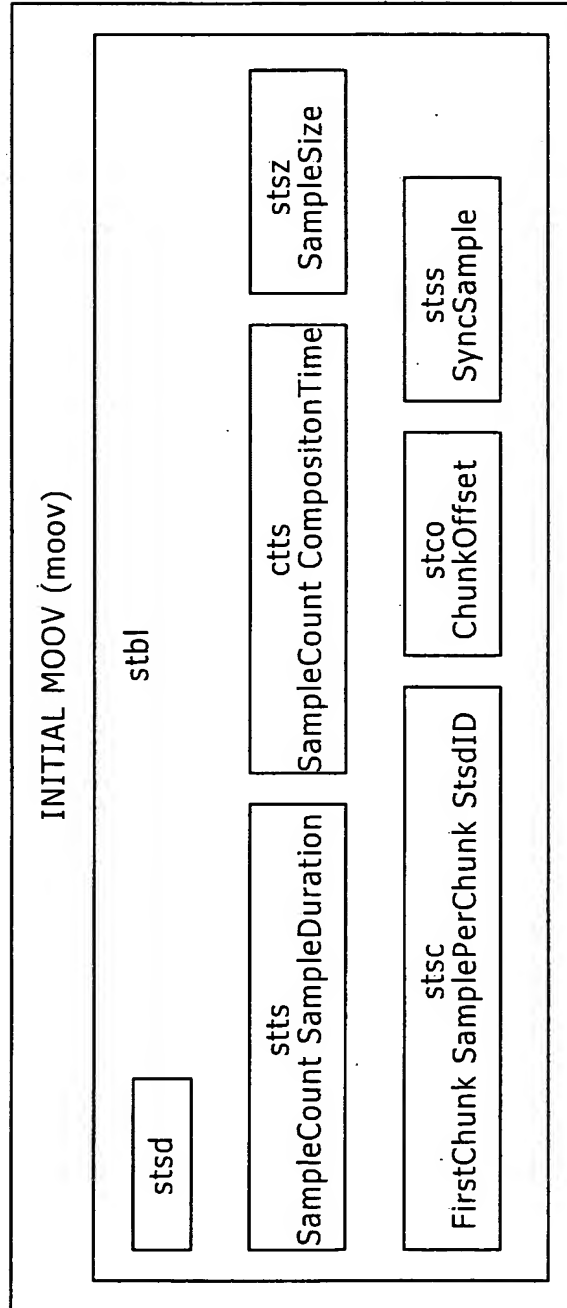 INITIAL MOOV (moov)
stbl
stsd
stts
SampleCount SampleDuration
ctts
SampleCount CompositonTime
stsz
SampleSize
stsc
FirstChunk SamplePerChunk StsdID
stco
ChunkOffset
stss
SyncSample